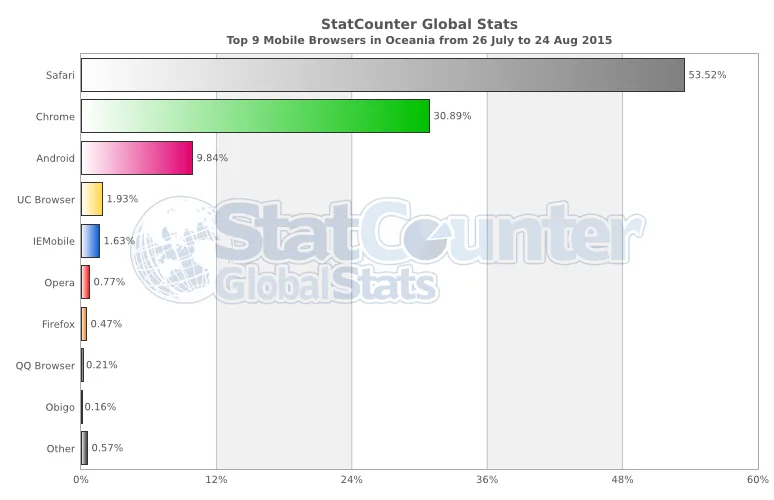 StatCounter Global Stats
Top 9 Mobile Browsers in Oceania from 26 July to 24 Aug 2015
Safari 53.52%
Chrome 30.89%
Android 9.84%
UC Browser 1.93%
IEMobile 1.63%
Opera 0.77%
Firefox 0.47%
QQ Browser 0.21%
Obigo 0.16%
Other 0.57%
StatCounter
GlobalStats
0% 12% 24% 36% 48% 60%